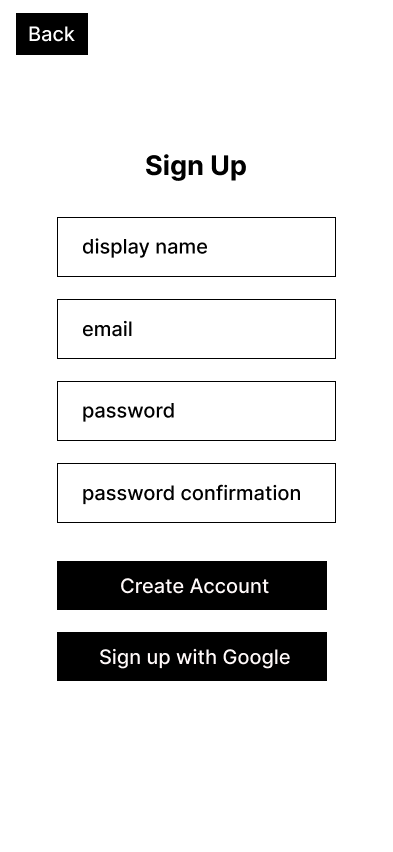 Back
Sign Up
display name
email
password
password confirmation
Create Account
Sign up with Google